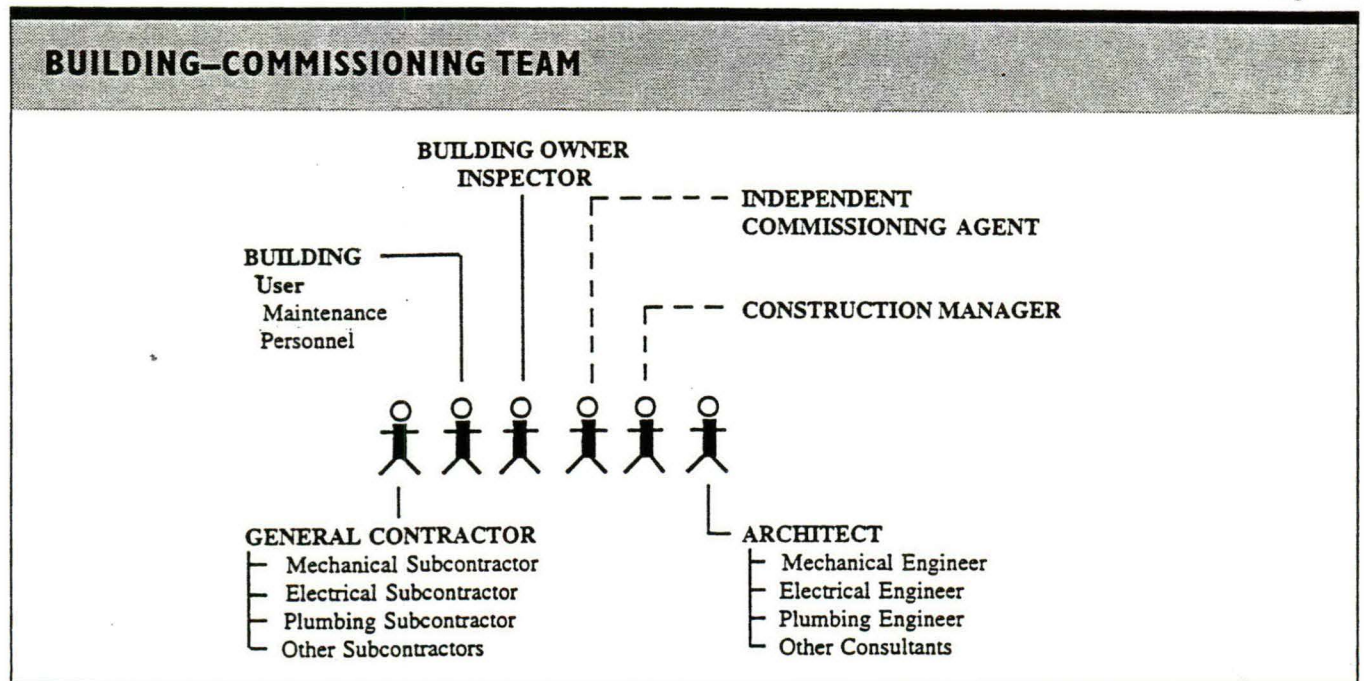 BUILDING–COMMISSIONING TEAM
BUILDING OWNER
INSPECTOR
INDEPENDENT
COMMISSIONING AGENT
BUILDING
User
Maintenance
Personnel
CONSTRUCTION MANAGER
GENERAL CONTRACTOR
Mechanical Subcontractor
Electrical Subcontractor
Plumbing Subcontractor
Other Subcontractors
ARCHITECT
Mechanical Engineer
Electrical Engineer
Plumbing Engineer
Other Consultants